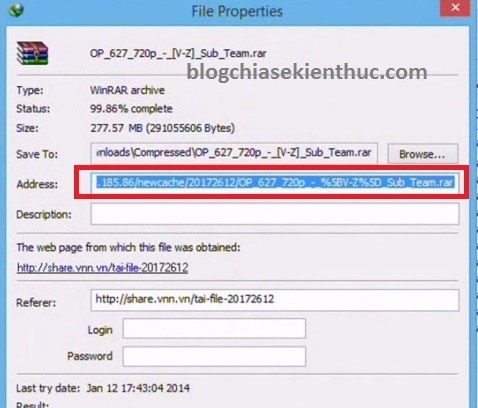 File Properties
OP_627_720p_-_[V-Z]_Sub_Team.rar
blogchiasekienthuc.com
Type: WinRAR archive
Status: 99.86% complete
Size: 277.57 MB (291055606 Bytes)
Save To: nloads\Compressed\OP_627_720p_-_[V-Z]_Sub_Team.rar Browse...
Address: .185.86/newcache/20172612/OP_627_720p_-_%5BV-Z%5D_Sub_Team.rar
Description:
The web page from which this file was obtained:
http://share.vnn.vn/tai-file-20172612
Referer: http://share.vnn.vn/tai-file-20172612
Login
Password
Last try date: Jan 12 17:43:04 2014
Result: